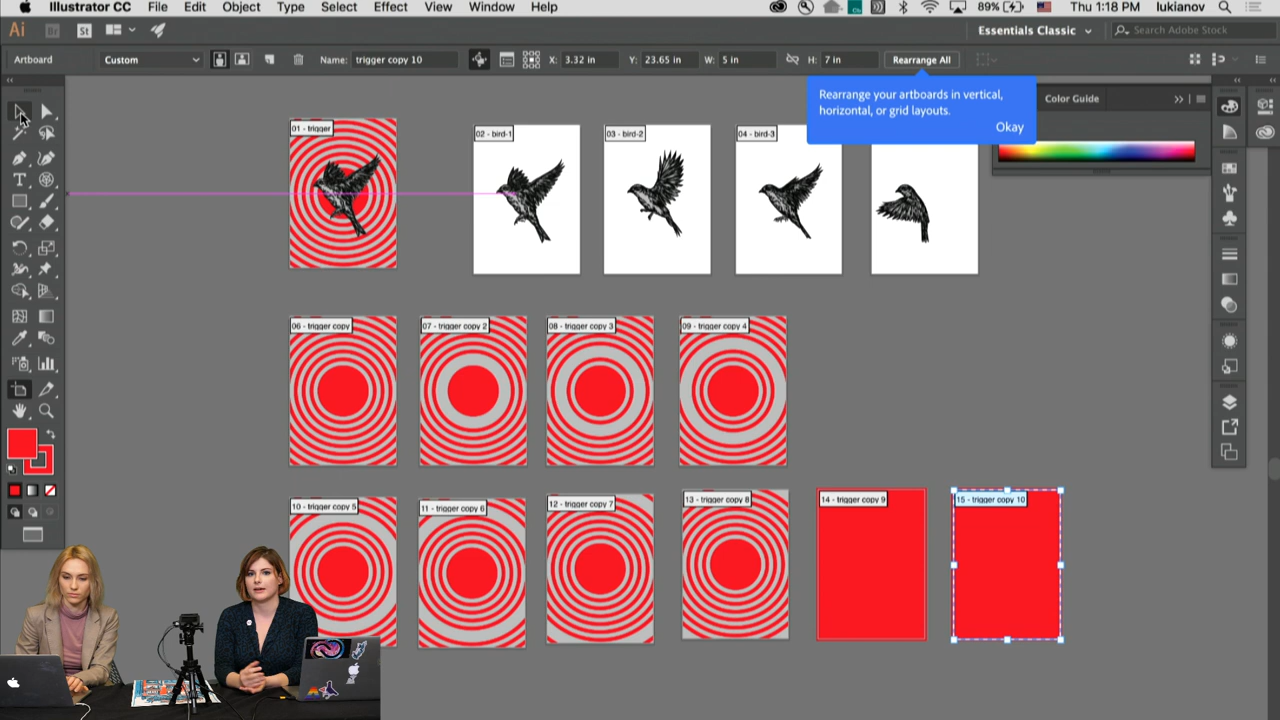 Illustrator CC File Edit Object Type Select Effect View Window Help
89% Thu 1:18 PM lukianov
Ai Br St Essentials Classic Search Adobe Stock
Artboard Custom Name: trigger copy 10 X: 3.32 in Y: 23.65 in W: 5 in H: 7 in Rearrange All
Rearrange your artboards in vertical,
horizontal, or grid layouts.
Okay
Color Guide
01 - trigger
02 - bird-1
03 - bird-2
04 - bird-3
06 - trigger copy
07 - trigger copy 2
08 - trigger copy 3
09 - trigger copy 4
10 - trigger copy 5
11 - trigger copy 6
12 - trigger copy 7
13 - trigger copy 8
14 - trigger copy 9
15 - trigger copy 10